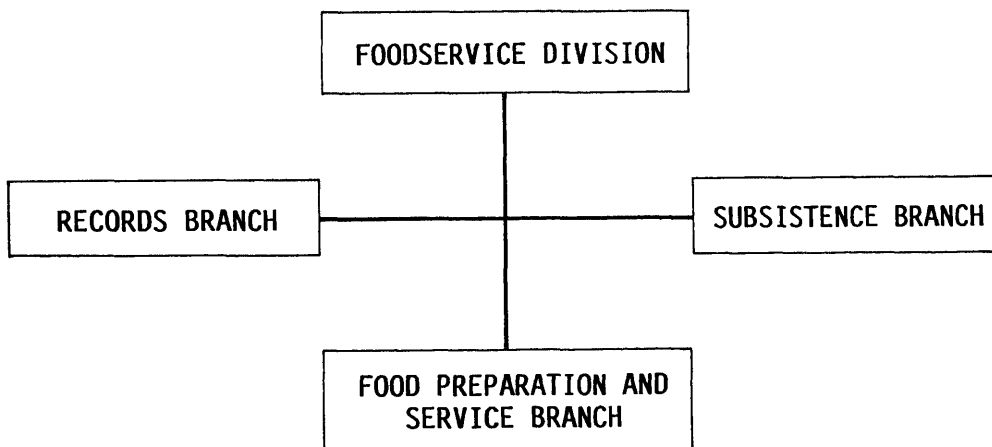 FOODSERVICE DIVISION
RECORDS BRANCH
SUBSISTENCE BRANCH
FOOD PREPARATION AND
SERVICE BRANCH